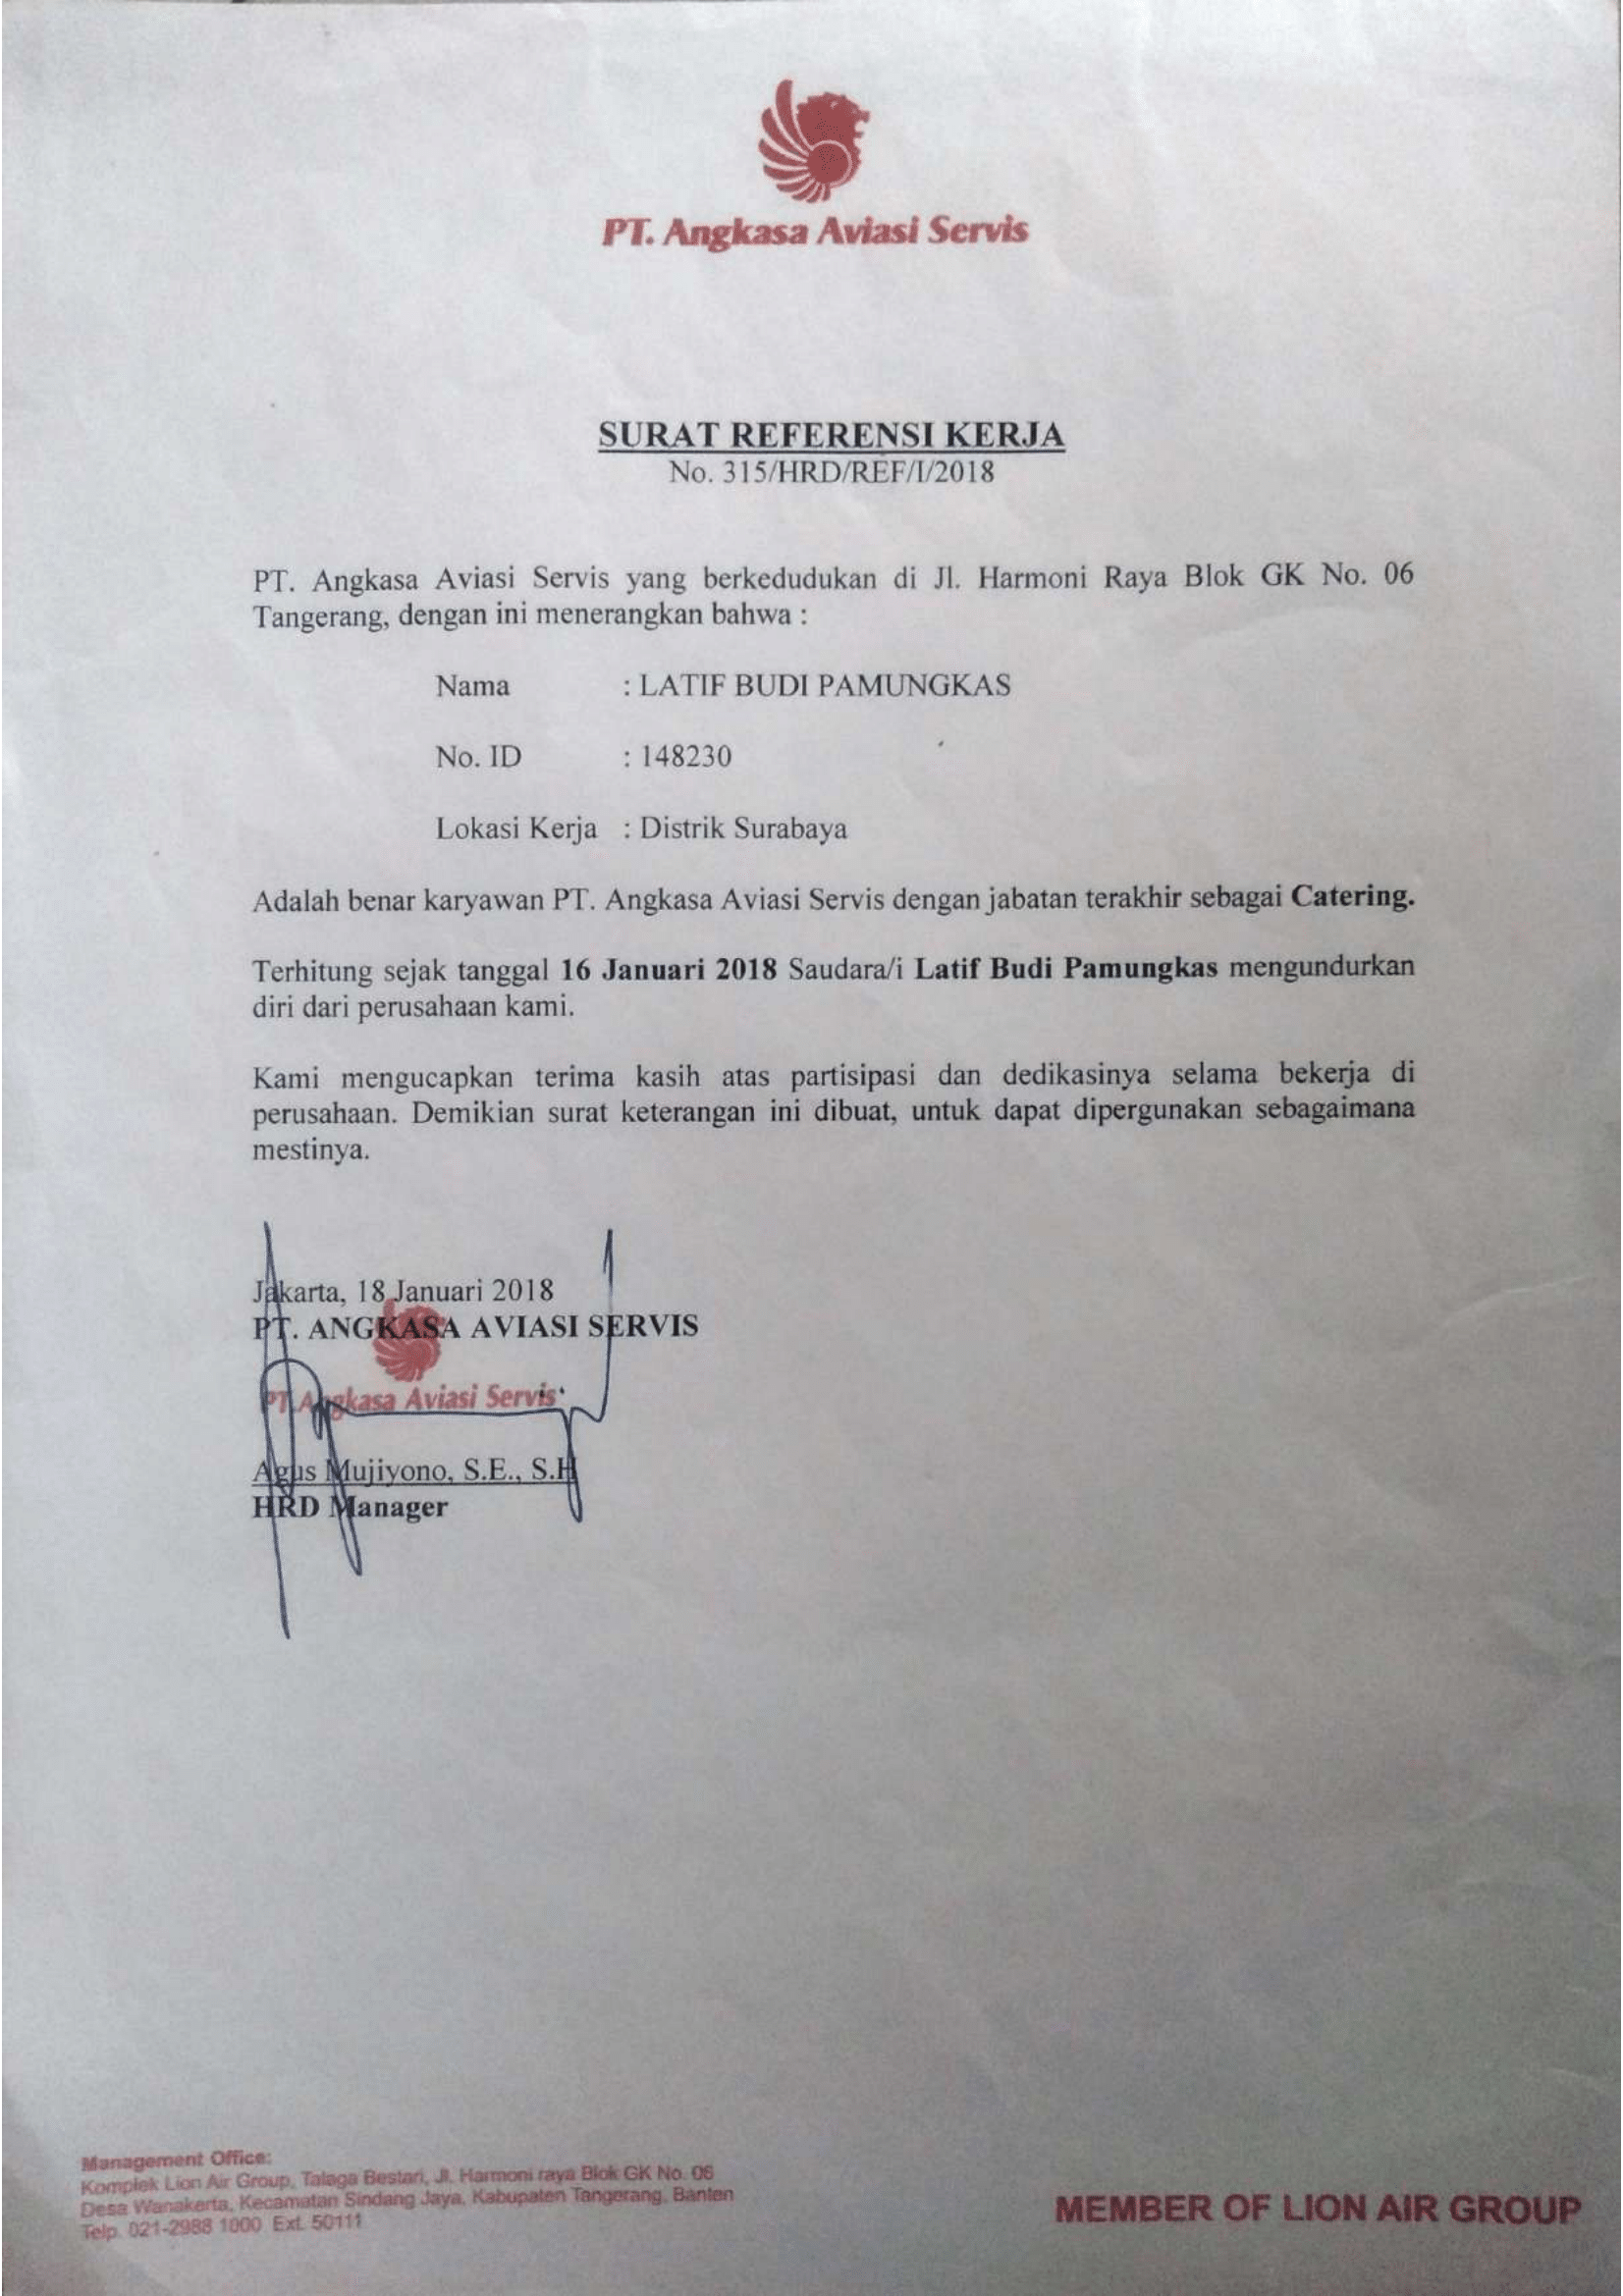 PT. Angkasa Aviasi Servis
SURAT REFERENSI KERJA
No. 315/HRD/REF/I/2018
PT. Angkasa Aviasi Servis yang berkedudukan di Jl. Harmoni Raya Blok GK No. 06
Tangerang, dengan ini menerangkan bahwa :
Nama : LATIF BUDI PAMUNGKAS
No. ID : 148230
Lokasi Kerja : Distrik Surabaya
Adalah benar karyawan PT. Angkasa Aviasi Servis dengan jabatan terakhir sebagai Catering.
Terhitung sejak tanggal 16 Januari 2018 Saudara/i Latif Budi Pamungkas mengundurkan
diri dari perusahaan kami.
Kami mengucapkan terima kasih atas partisipasi dan dedikasinya selama bekerja di
perusahaan. Demikian surat keterangan ini dibuat, untuk dapat dipergunakan sebagaimana
mestinya.
Jakarta, 18 Januari 2018
PT. ANGKASA AVIASI SERVIS
PT.Angkasa Aviasi Servis
Agus Mujiyono, S.E., S.H
HRD Manager
Management Office:
Komplek Lion Air Group, Talaga Bestari, Jl. Harmoni raya Blok GK No. 06
Desa Wanakerta, Kecamatan Sindang Jaya, Kabupaten Tangerang, Banten
Telp. 021-2988 1000 Ext. 50111
MEMBER OF LION AIR GROUP